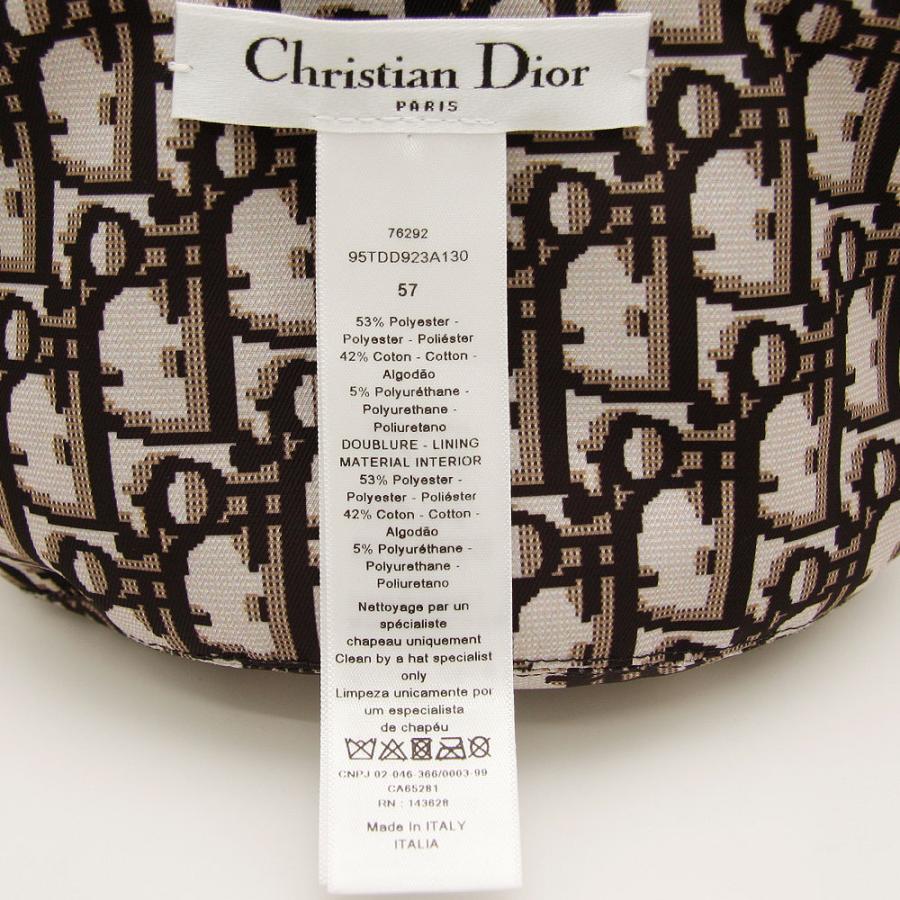 Christian Dior
PARIS
76292
95TDD923A130
57
53% Polyester -
Polyester - Poliéster
42% Coton - Cotton -
Algodão
5% Polyuréthane -
Polyurethane -
Poliuretano
DOUBLURE - LINING
MATERIAL INTERIOR
53% Polyester -
Polyester - Poliéster
42% Coton - Cotton -
Algodão
5% Polyuréthane -
Polyurethane -
Poliuretano
Nettoyage par un
spécialiste
chapeau uniquement
Clean by a hat specialist
only
Limpeza unicamente por
um especialista
de chapéu
CNPJ 02-046-366/0003-99
CA65281
RN : 143628
Made in ITALY
ITALIA